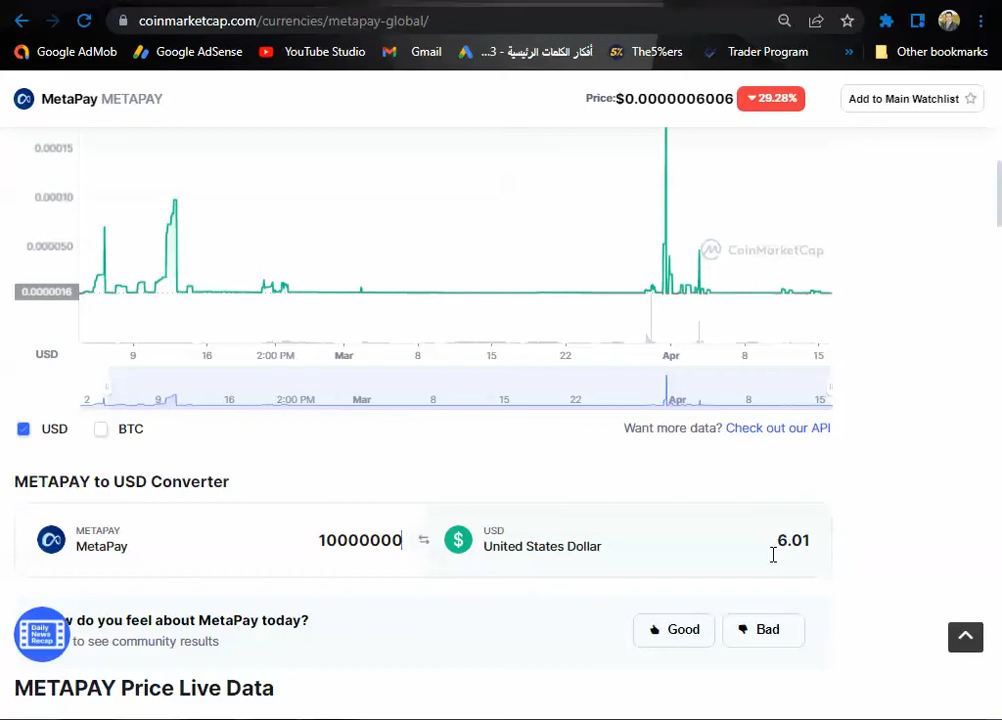 coinmarketcap.com/currencies/metapay-global/
Google AdMob
Google AdSense
YouTube Studio
Gmail
أفكار الكلمات الرئيسية - 3...
The5%ers
Trader Program
»
Other bookmarks
MetaPay METAPAY
Price:$0.0000006006
29.28%
Add to Main Watchlist
0.00015
0.00010
0.000050
0.0000016
CoinMarketCap
USD
9 16 2:00 PM Mar 8 15 22 Apr 8 15
2 9 16 2:00 PM Mar 8 15 22 Apr 8 15
USD
BTC
Want more data? Check out our API
METAPAY to USD Converter
METAPAY
MetaPay
10000000
$
USD
United States Dollar
6.01
w do you feel about MetaPay today?
to see community results
Daily
News
Recap
Good
Bad
METAPAY Price Live Data